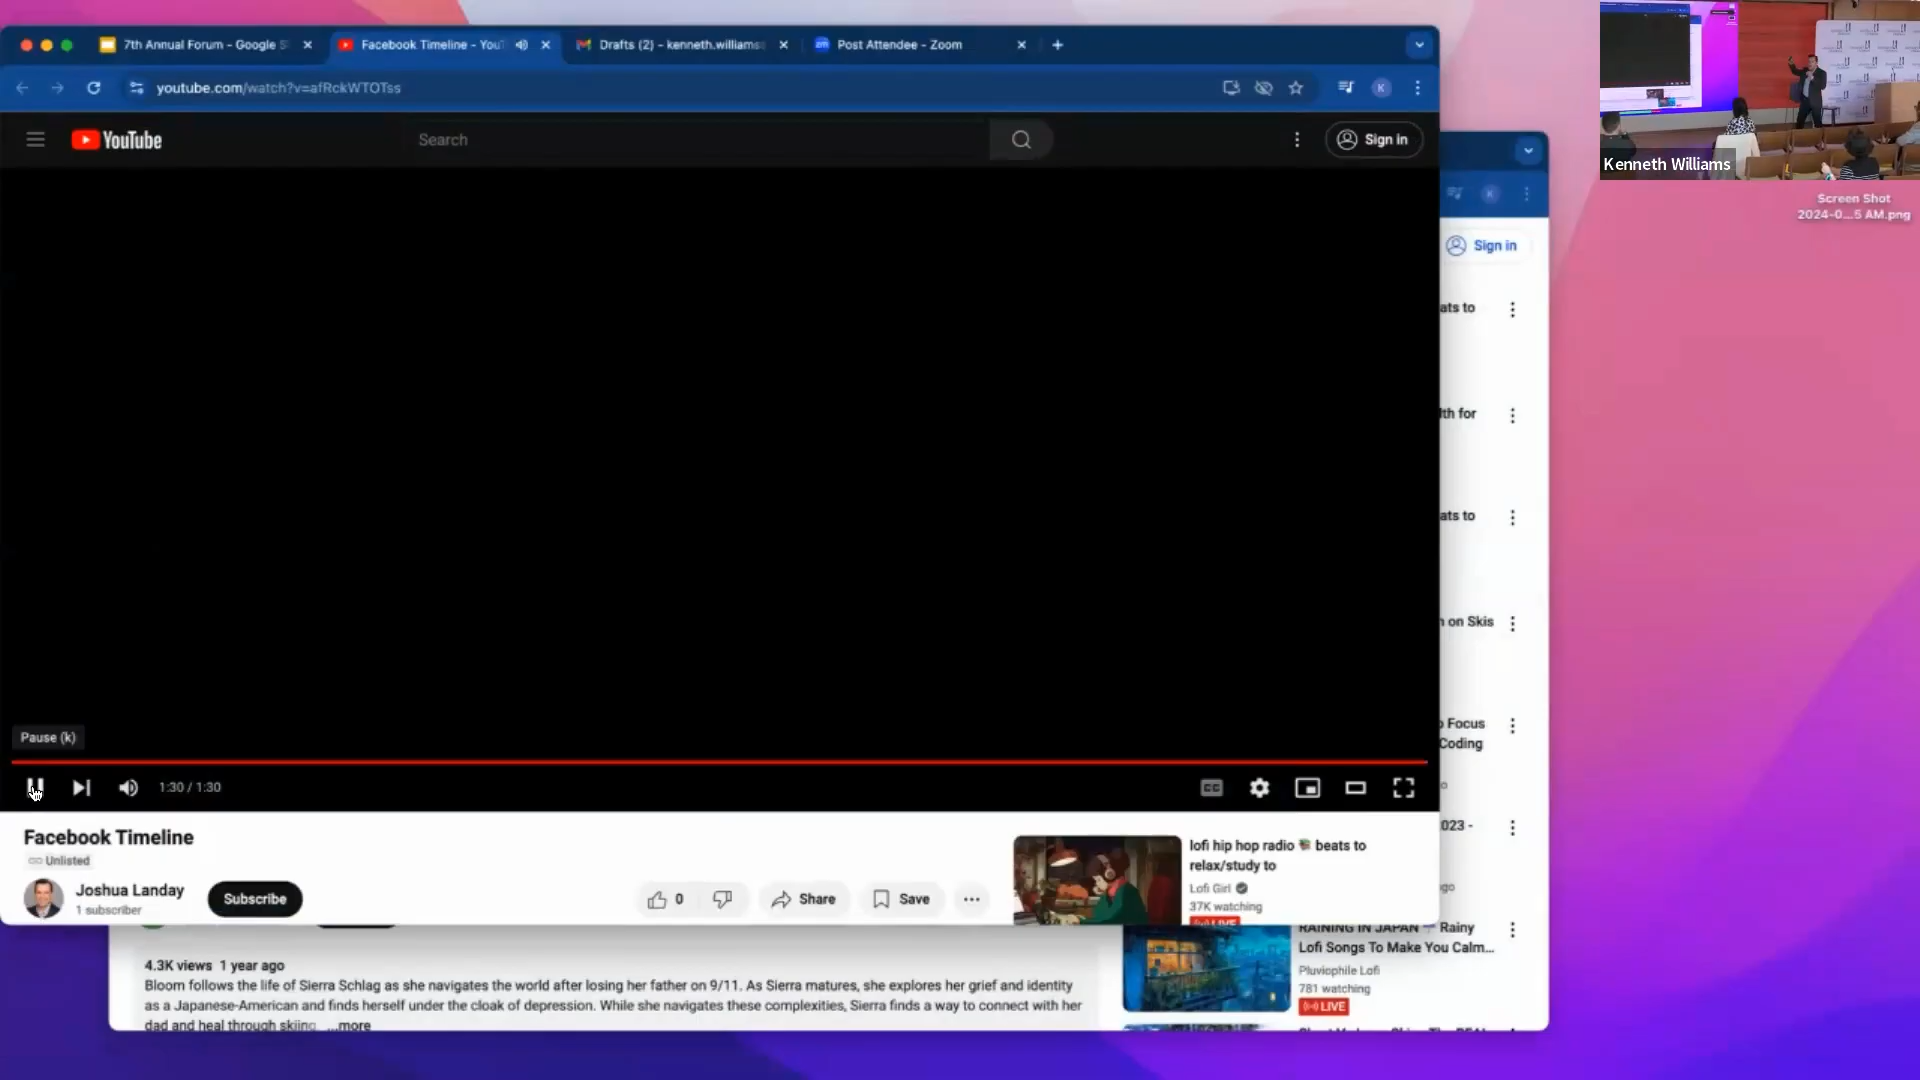 7th Annual Forum - Google S
Facebook Timeline - YouT
Drafts (2) - kenneth.williams
Post Attendee - Zoom
youtube.com/watch?v=afRckWTOTss
K
YouTube
Search
Sign in
Kenneth Williams
Screen Shot
2024-0...5 AM.png
K
Sign in
ats to
lth for
ats to
n on Skis
o Focus
Coding
023 -
go
Pause (k)
1:30 / 1:30
CC
Facebook Timeline
Unlisted
Joshua Landay
1 subscriber
Subscribe
0
Share
Save
lofi hip hop radio 📚 beats to
relax/study to
Lofi Girl
37K watching
LIVE
RAINING IN JAPAN
Rainy
Lofi Songs To Make You Calm...
Pluviophile Lofi
781 watching
LIVE
4.3K views 1 year ago
Bloom follows the life of Sierra Schlag as she navigates the world after losing her father on 9/11. As Sierra matures, she explores her grief and identity
as a Japanese-American and finds herself under the cloak of depression. While she navigates these complexities, Sierra finds a way to connect with her
dad and heal through skiing. ...more